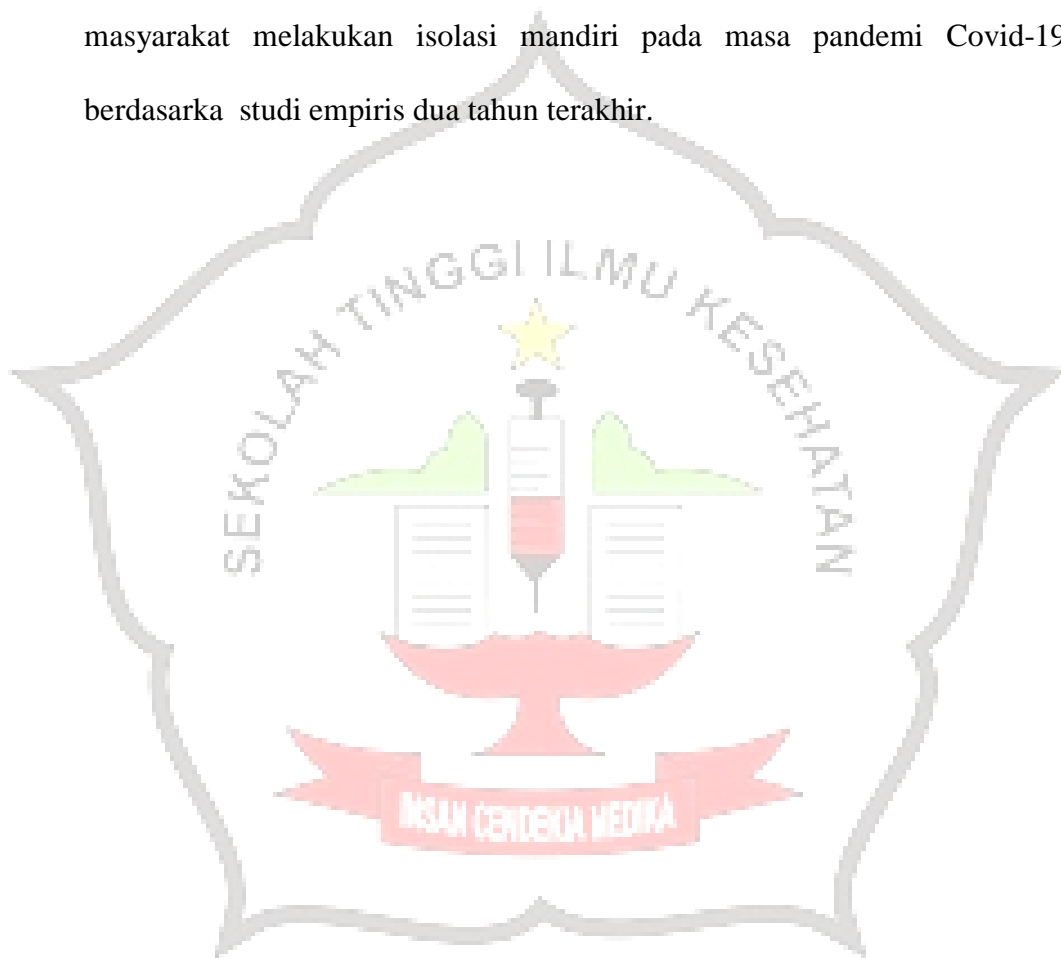 masyarakat melakukan isolasi mandiri pada masa pandemi Covid-19
berdasarka studi empiris dua tahun terakhir.
SEKOLAH TINGGI ILMU KESEHATAN
INSAN CENDEKIA MEDIKA